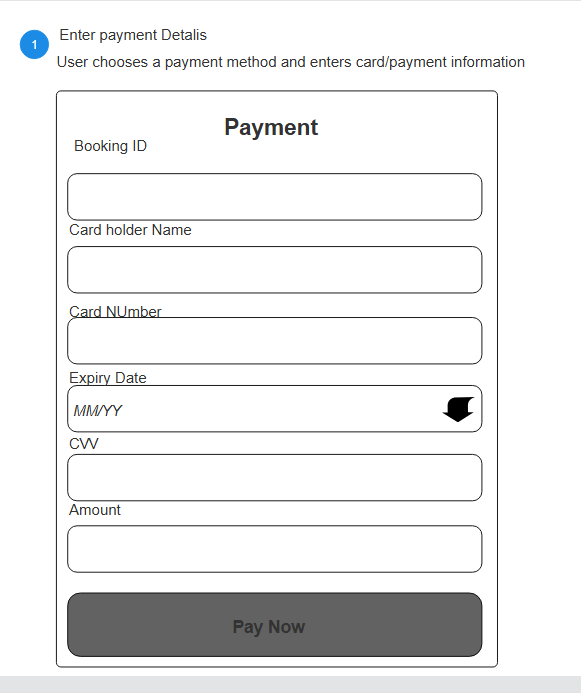 1
Enter payment Detalis
User chooses a payment method and enters card/payment information
Payment
Booking ID
Card holder Name
Card NUmber
Expiry Date
MM/YY
CVV
Amount
Pay Now